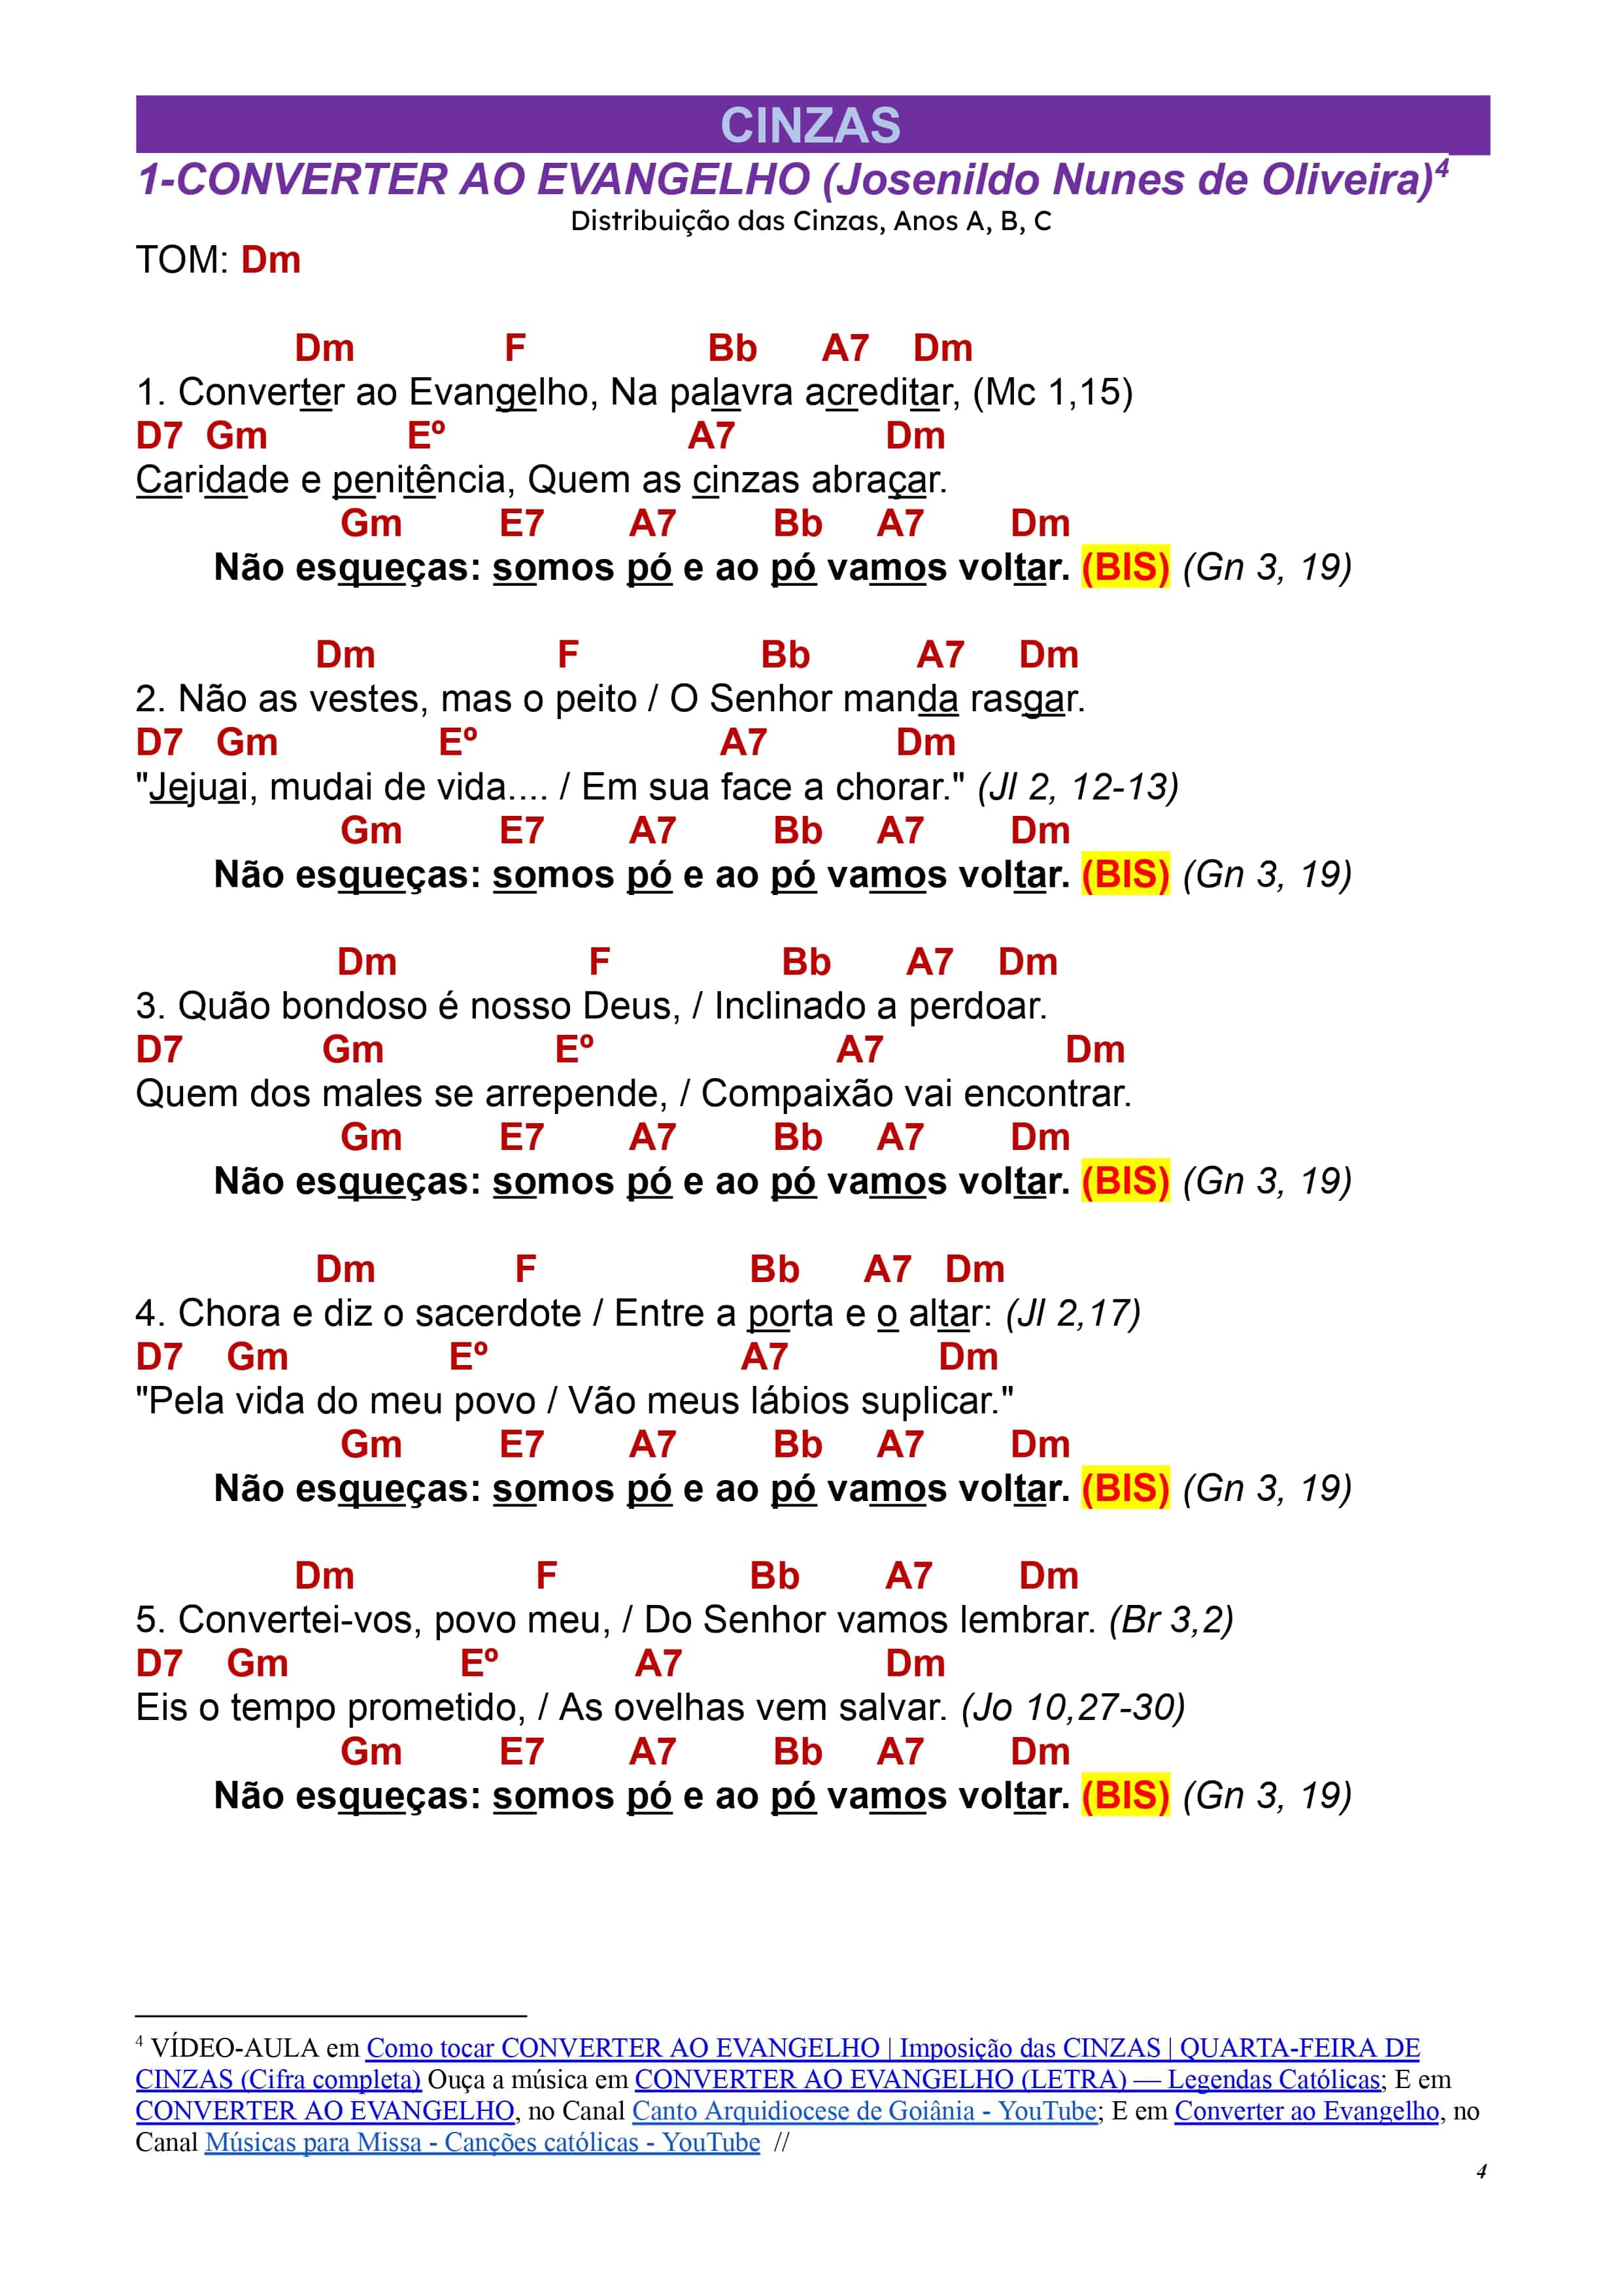 CINZAS
1-CONVERTER AO EVANGELHO (Josenildo Nunes de Oliveira)⁴
Distribuição das Cinzas, Anos A, B, C
TOM: Dm
Dm F Bb A7 Dm
1. Converter ao Evangelho, Na palavra acreditar, (Mc 1,15)
D7 Gm Eº A7 Dm
Caridade e penitência, Quem as cinzas abraçar.
Gm E7 A7 Bb A7 Dm
Não esqueças: somos pó e ao pó vamos voltar. (BIS) (Gn 3, 19)
Dm F Bb A7 Dm
2. Não as vestes, mas o peito / O Senhor manda rasgar.
D7 Gm Eº A7 Dm
"Jejuai, mudai de vida.... / Em sua face a chorar." (Jl 2, 12-13)
Gm E7 A7 Bb A7 Dm
Não esqueças: somos pó e ao pó vamos voltar. (BIS) (Gn 3, 19)
Dm F Bb A7 Dm
3. Quão bondoso é nosso Deus, / Inclinado a perdoar.
D7 Gm Eº A7 Dm
Quem dos males se arrepende, / Compaixão vai encontrar.
Gm E7 A7 Bb A7 Dm
Não esqueças: somos pó e ao pó vamos voltar. (BIS) (Gn 3, 19)
Dm F Bb A7 Dm
4. Chora e diz o sacerdote / Entre a porta e o altar: (Jl 2,17)
D7 Gm Eº A7 Dm
"Pela vida do meu povo / Vão meus lábios suplicar."
Gm E7 A7 Bb A7 Dm
Não esqueças: somos pó e ao pó vamos voltar. (BIS) (Gn 3, 19)
Dm F Bb A7 Dm
5. Convertei-vos, povo meu, / Do Senhor vamos lembrar. (Br 3,2)
D7 Gm Eº A7 Dm
Eis o tempo prometido, / As ovelhas vem salvar. (Jo 10,27-30)
Gm E7 A7 Bb A7 Dm
Não esqueças: somos pó e ao pó vamos voltar. (BIS) (Gn 3, 19)
⁴ VÍDEO-AULA em Como tocar CONVERTER AO EVANGELHO | Imposição das CINZAS | QUARTA-FEIRA DE
CINZAS (Cifra completa) Ouça a música em CONVERTER AO EVANGELHO (LETRA) — Legendas Católicas; E em
CONVERTER AO EVANGELHO, no Canal Canto Arquidiocese de Goiânia - YouTube; E em Converter ao Evangelho, no
Canal Músicas para Missa - Canções católicas - YouTube //
4